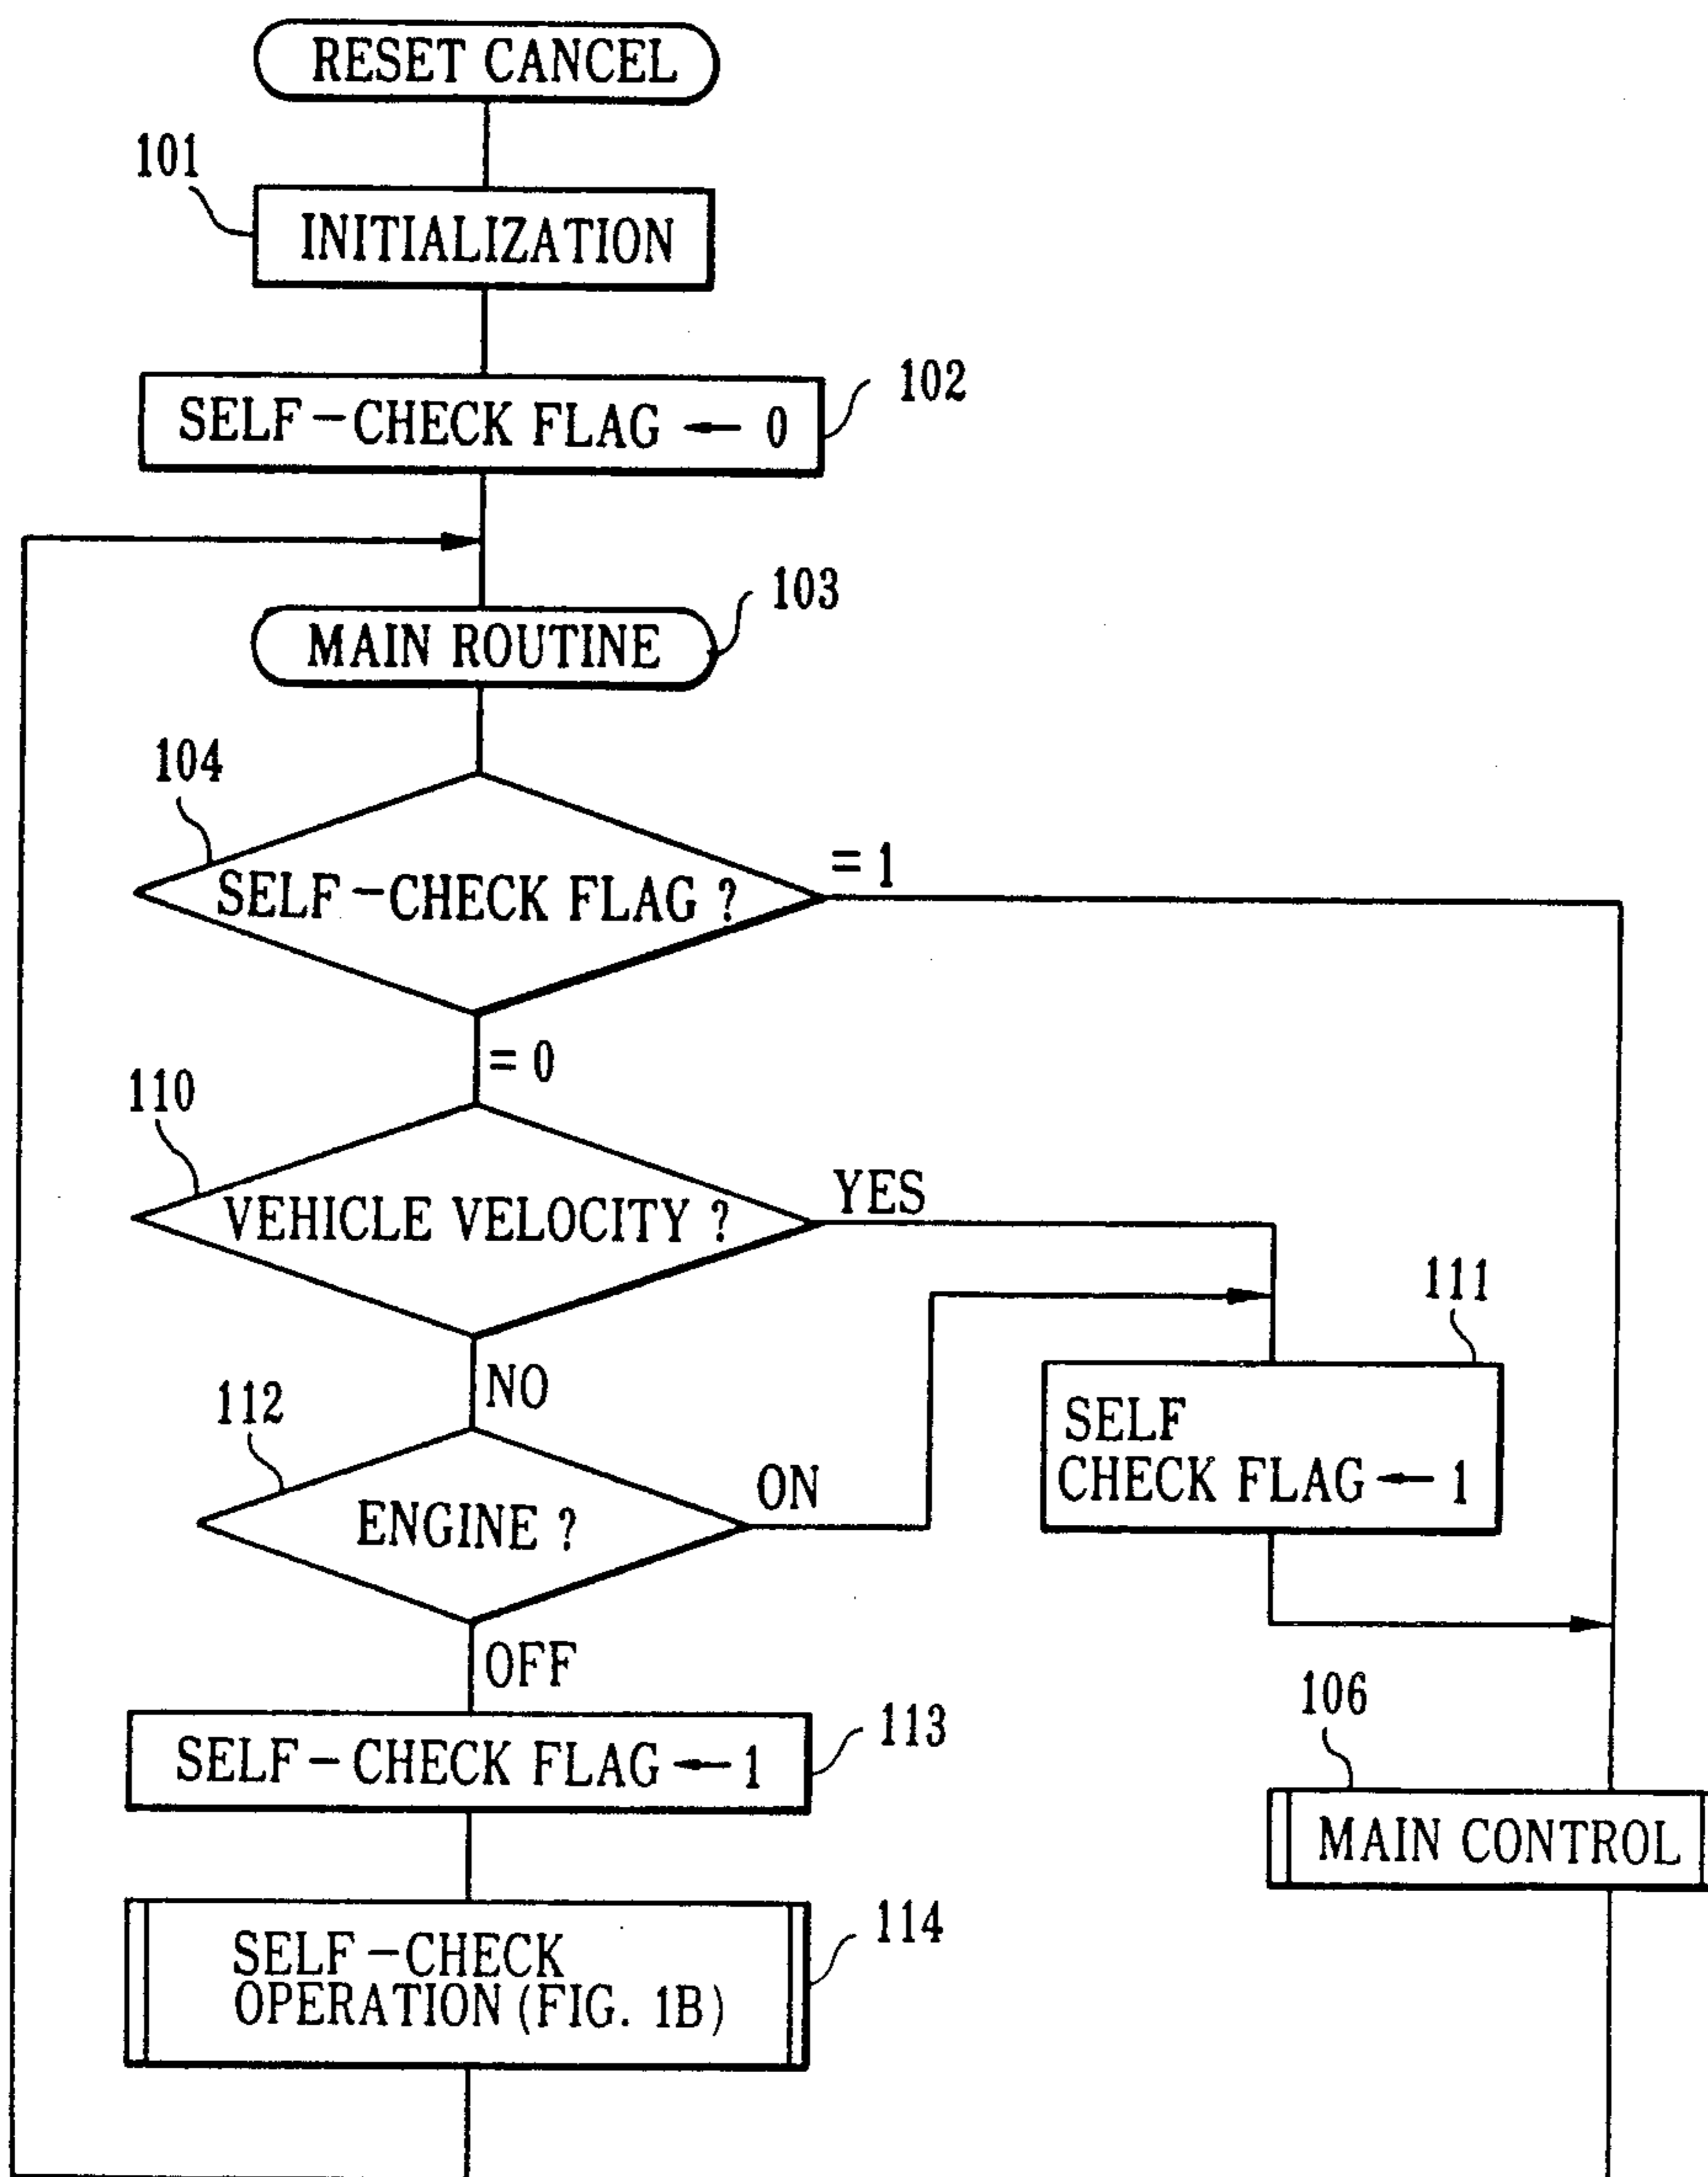 RESET CANCEL
101
INITIALIZATION
102
SELF-CHECK FLAG ← 0
103
MAIN ROUTINE
104
SELF-CHECK FLAG ?
= 1
= 0
110
VEHICLE VELOCITY ?
YES
NO
111
SELF
CHECK FLAG ← 1
112
ENGINE ?
ON
OFF
113
SELF-CHECK FLAG ← 1
106
MAIN CONTROL
114
SELF-CHECK
OPERATION (FIG. 1B)